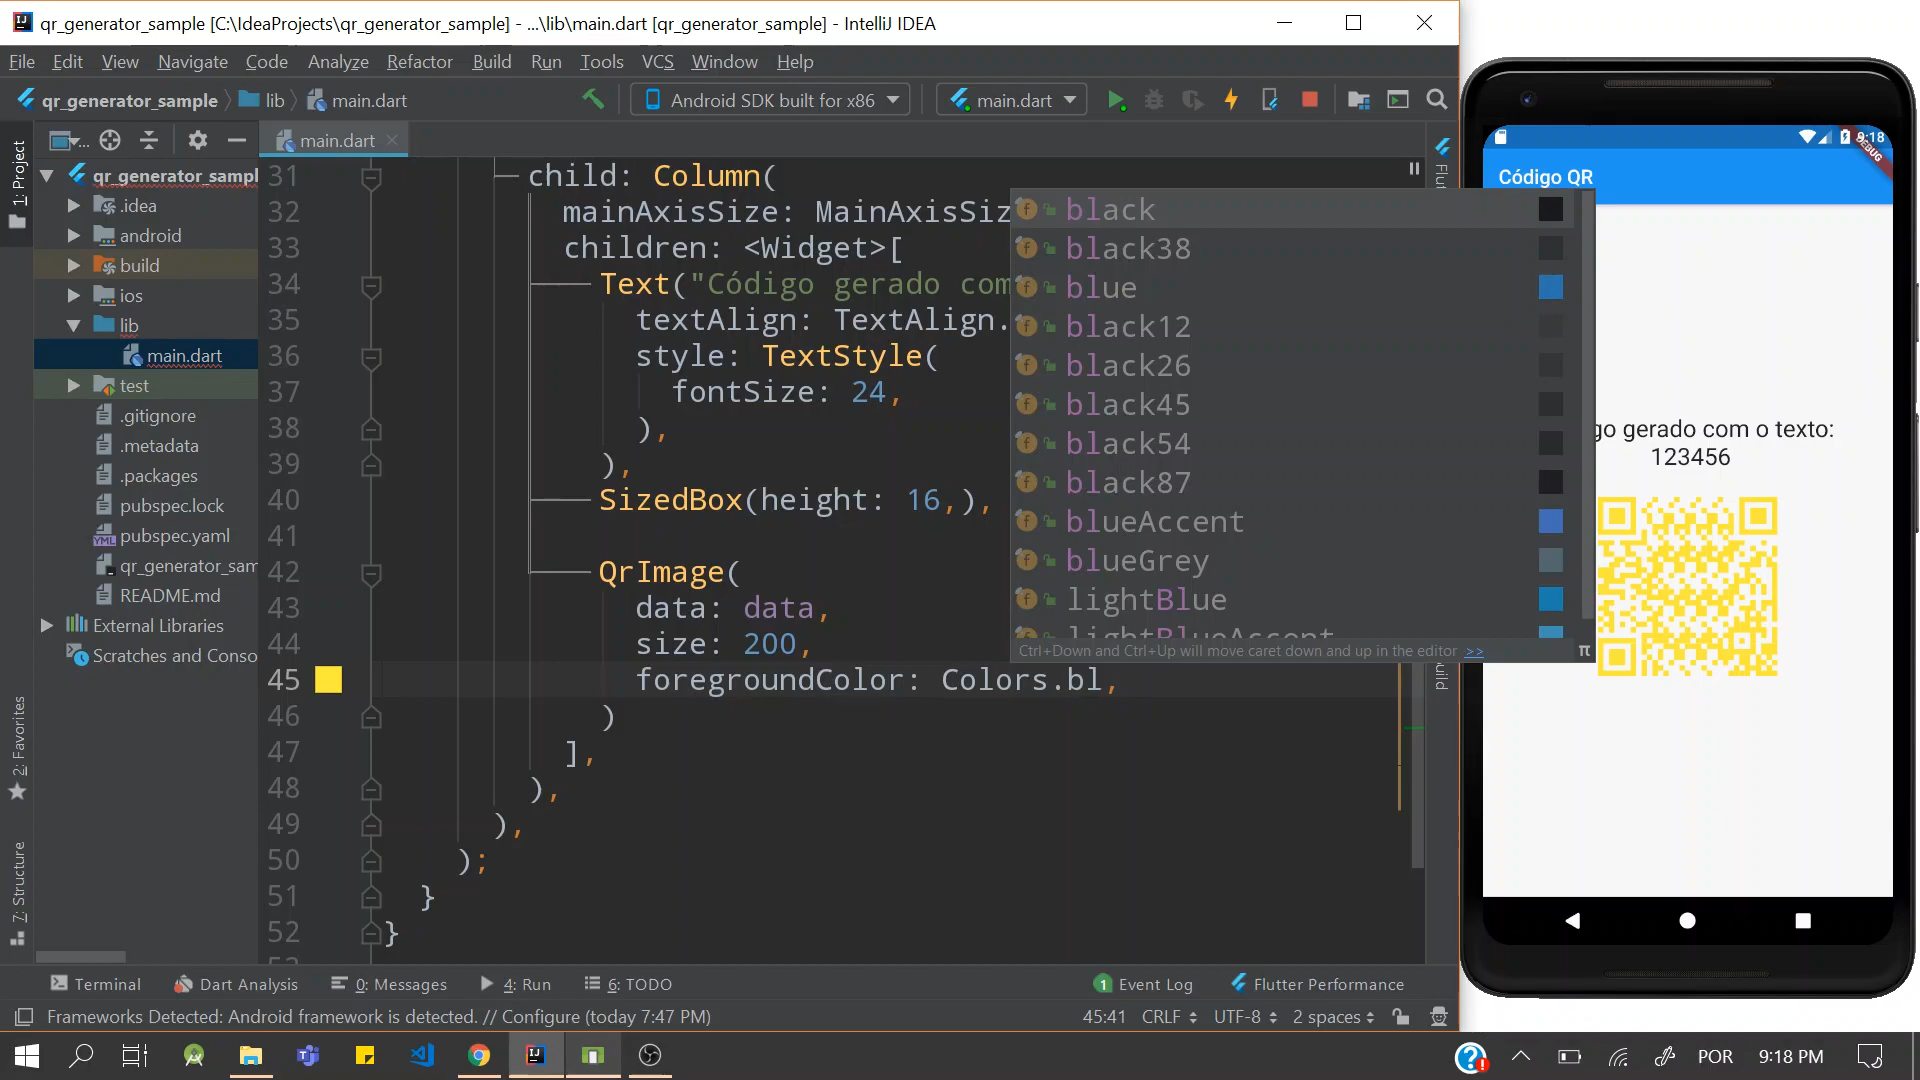 qr_generator_sample [C:\IdeaProjects\qr_generator_sample] - ...\lib\main.dart [qr_generator_sample] - IntelliJ IDEA
File Edit View Navigate Code Analyze Refactor Build Run Tools VCS Window Help
qr_generator_sample lib main.dart Android SDK built for x86 main.dart
main.dart
1: Project
2: Favorites
7: Structure
qr_generator_sampl
.idea
android
build
ios
lib
main.dart
test
.gitignore
.metadata
.packages
pubspec.lock
pubspec.yaml
qr_generator_sam
README.md
External Libraries
Scratches and Conso
31 child: Column(
32 mainAxisSize: MainAxisSiz
33 children: <Widget>[
34 Text("Código gerado com
35 textAlign: TextAlign.
36 style: TextStyle(
37 fontSize: 24,
38 ),
39 ),
40 SizedBox(height: 16,),
41
42 QrImage(
43 data: data,
44 size: 200,
45 foregroundColor: Colors.bl,
46 )
47 ],
48 ),
49 ),
50 );
51 }
52 }
black
black38
blue
black12
black26
black45
black54
black87
blueAccent
blueGrey
lightBlue
lightBlueAccent
Ctrl+Down and Ctrl+Up will move caret down and up in the editor >> π
9:18
DEBUG
Código QR
go gerado com o texto:
123456
Terminal Dart Analysis 0: Messages 4: Run 6: TODO 1 Event Log Flutter Performance
Frameworks Detected: Android framework is detected. // Configure (today 7:47 PM) 45:41 CRLF UTF-8 2 spaces
POR 9:18 PM